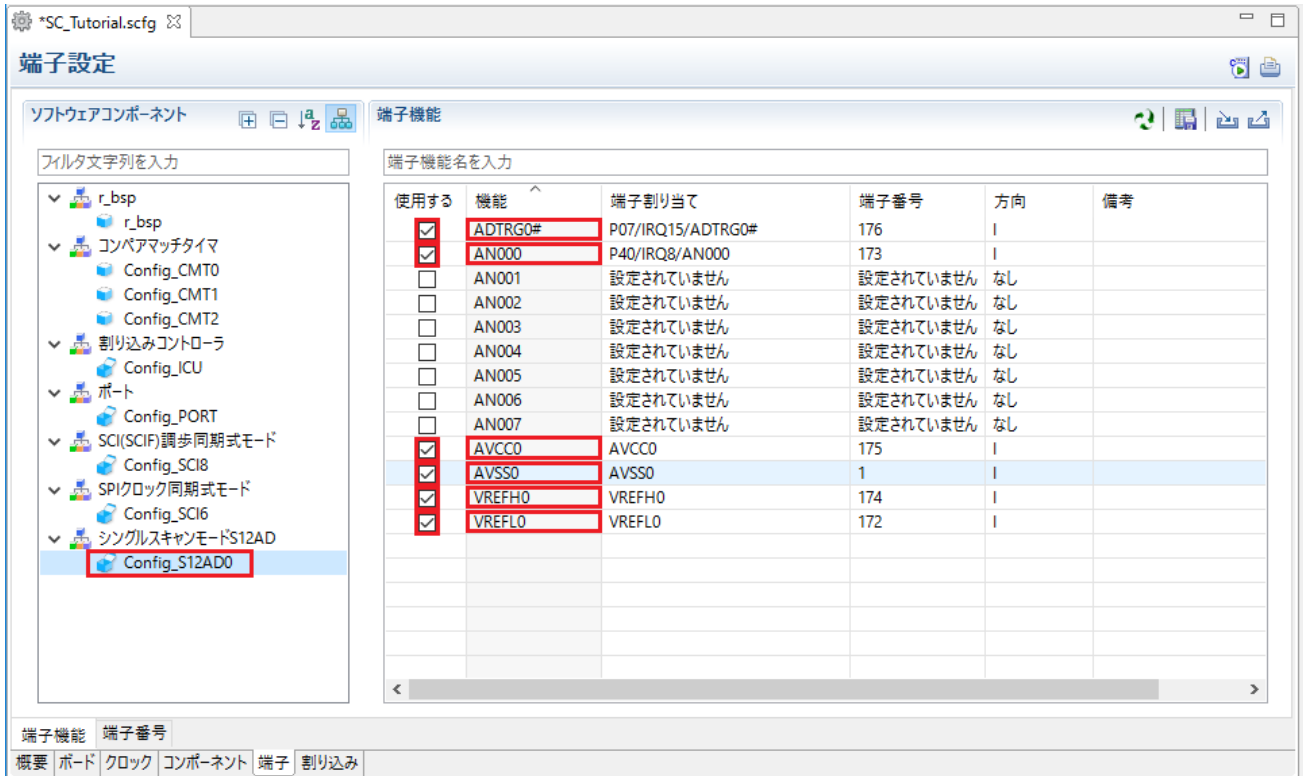 *SC_Tutorial.scfg
端子設定
ソフトウェアコンポーネント
端子機能
フィルタ文字列を入力
端子機能名を入力
r_bsp
r_bsp
コンペアマッチタイマ
Config_CMT0
Config_CMT1
Config_CMT2
割り込みコントローラ
Config_ICU
ポート
Config_PORT
SCI(SCIF)調歩同期式モード
Config_SCI8
SPIクロック同期式モード
Config_SCI6
シングルスキャンモードS12AD
Config_S12AD0
使用する 機能 端子割り当て 端子番号 方向 備考
ADTRG0# P07/IRQ15/ADTRG0# 176 I
AN000 P40/IRQ8/AN000 173 I
AN001 設定されていません 設定されていません なし
AN002 設定されていません 設定されていません なし
AN003 設定されていません 設定されていません なし
AN004 設定されていません 設定されていません なし
AN005 設定されていません 設定されていません なし
AN006 設定されていません 設定されていません なし
AN007 設定されていません 設定されていません なし
AVCC0 AVCC0 175 I
AVSS0 AVSS0 1 I
VREFH0 VREFH0 174 I
VREFL0 VREFL0 172 I
端子機能 端子番号
概要 ボード クロック コンポーネント 端子 割り込み